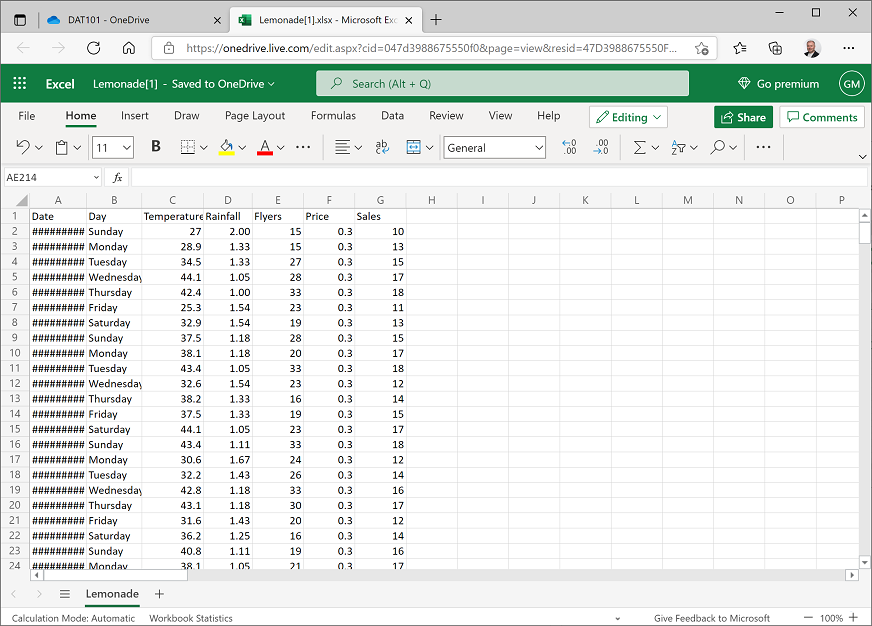 DAT101 - OneDrive
Lemonade[1].xlsx - Microsoft Exc
https://onedrive.live.com/edit.aspx?cid=047d3988675550f0&page=view&resid=47D3988675550F...
Excel Lemonade[1] - Saved to OneDrive Search (Alt + Q) Go premium GM
File Home Insert Draw Page Layout Formulas Data Review View Help Editing Share Comments
11 B A ab c General .00 .00
AE214 fx
A B C D E F G H I J K L M N O P
1 Date Day Temperature Rainfall Flyers Price Sales
2 ######### Sunday 27 2.00 15 0.3 10
3 ######### Monday 28.9 1.33 15 0.3 13
4 ######### Tuesday 34.5 1.33 27 0.3 15
5 ######### Wednesday 44.1 1.05 28 0.3 17
6 ######### Thursday 42.4 1.00 33 0.3 18
7 ######### Friday 25.3 1.54 23 0.3 11
8 ######### Saturday 32.9 1.54 19 0.3 13
9 ######### Sunday 37.5 1.18 28 0.3 15
10 ######### Monday 38.1 1.18 20 0.3 17
11 ######### Tuesday 43.4 1.05 33 0.3 18
12 ######### Wednesday 32.6 1.54 23 0.3 12
13 ######### Thursday 38.2 1.33 16 0.3 14
14 ######### Friday 37.5 1.33 19 0.3 15
15 ######### Saturday 44.1 1.05 23 0.3 17
16 ######### Sunday 43.4 1.11 33 0.3 18
17 ######### Monday 30.6 1.67 24 0.3 12
18 ######### Tuesday 32.2 1.43 26 0.3 14
19 ######### Wednesday 42.8 1.18 33 0.3 16
20 ######### Thursday 43.1 1.18 30 0.3 17
21 ######### Friday 31.6 1.43 20 0.3 12
22 ######### Saturday 36.2 1.25 16 0.3 14
23 ######### Sunday 40.8 1.11 19 0.3 16
24 ######### Monday 38.1 1.05 21 0.3 17
Lemonade
Calculation Mode: Automatic Workbook Statistics Give Feedback to Microsoft 100%